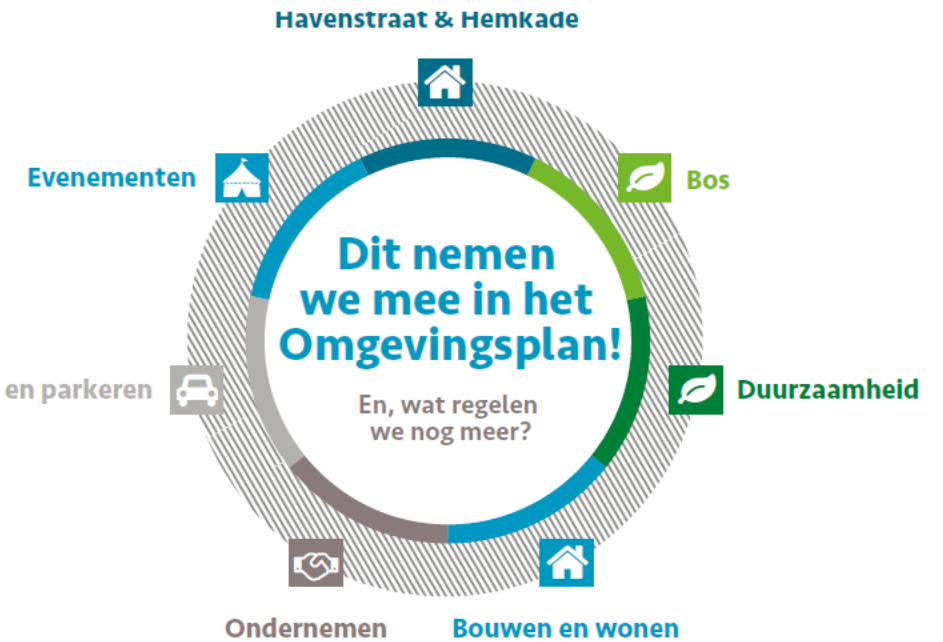 Havenstraat & Hemkade
Evenementen
Bos
Dit nemen
we mee in het
Omgevingsplan!
En, wat regelen
we nog meer?
en parkeren
Duurzaamheid
Ondernemen
Bouwen en wonen